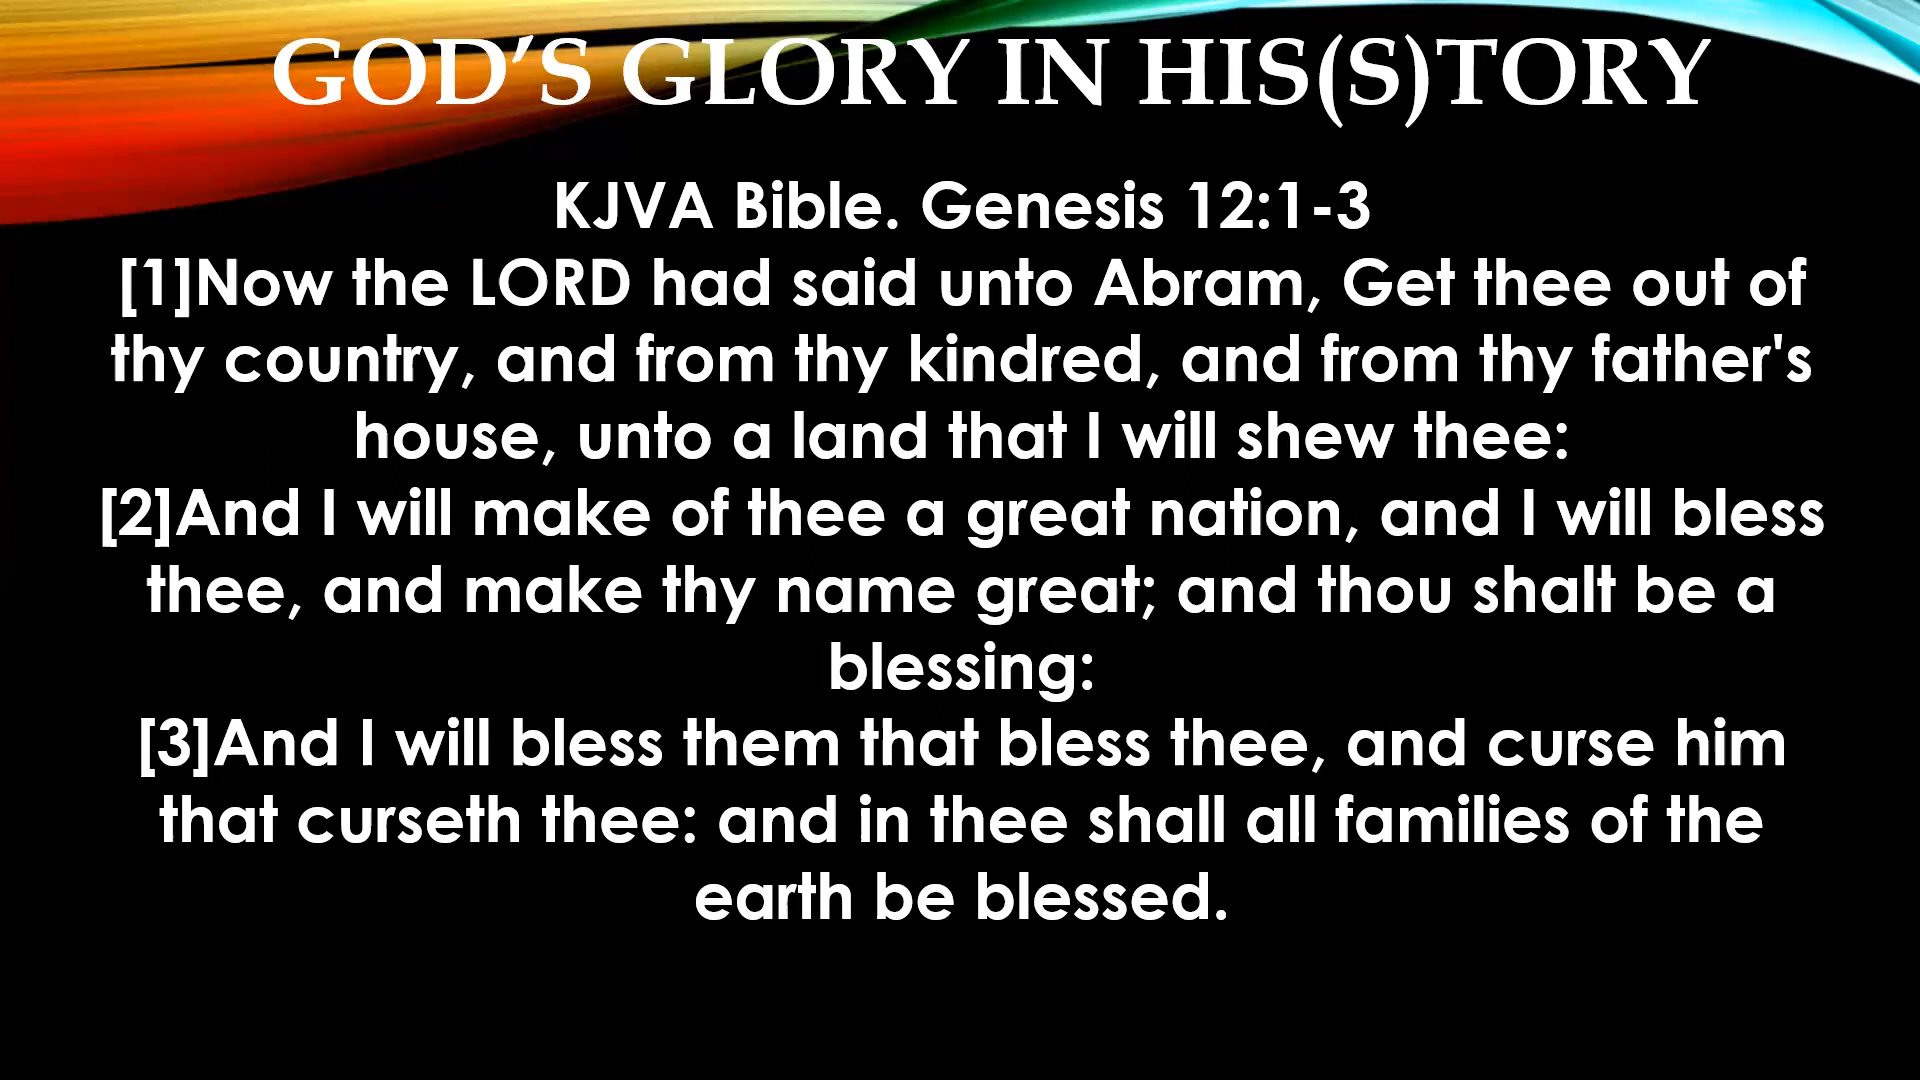 GOD’S GLORY IN HIS(S)TORY
KJVA Bible. Genesis 12:1-3
[1]Now the LORD had said unto Abram, Get thee out of
thy country, and from thy kindred, and from thy father's
house, unto a land that I will shew thee:
[2]And I will make of thee a great nation, and I will bless
thee, and make thy name great; and thou shalt be a
blessing:
[3]And I will bless them that bless thee, and curse him
that curseth thee: and in thee shall all families of the
earth be blessed.